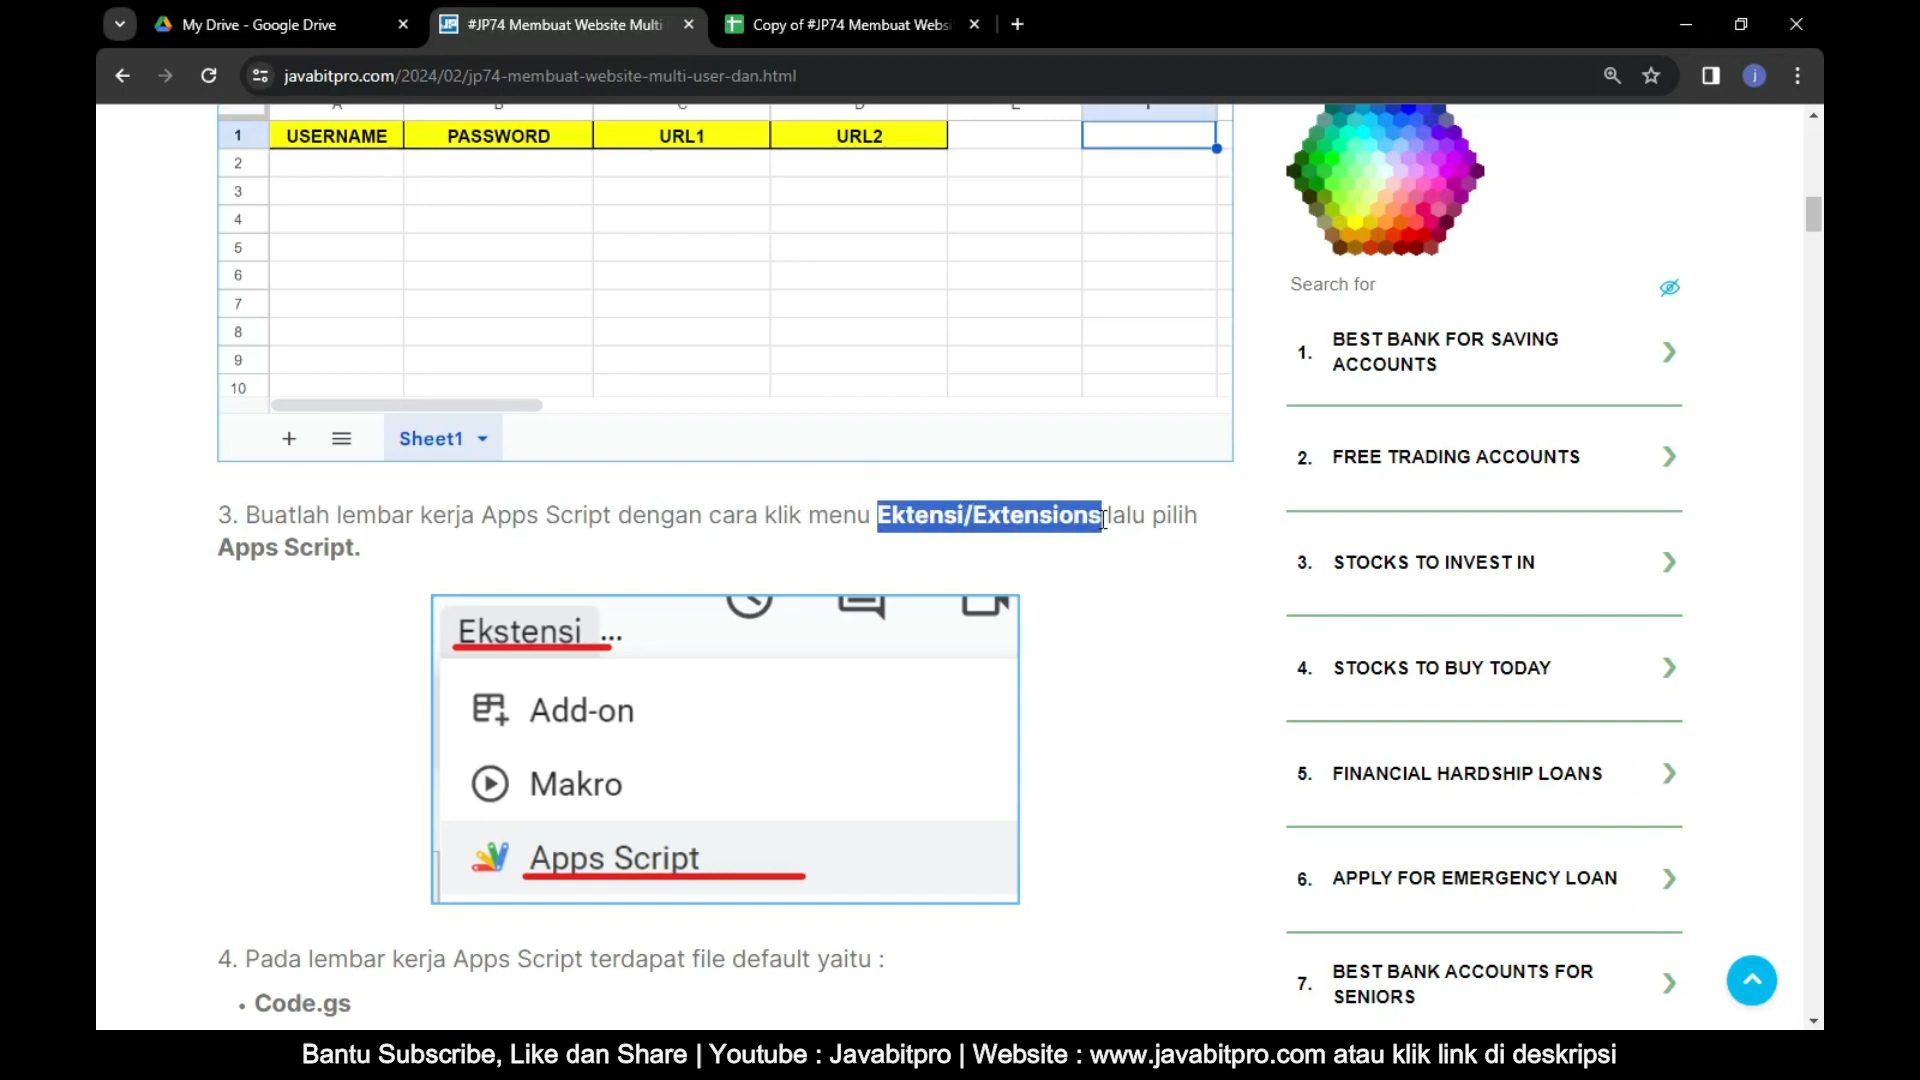 My Drive - Google Drive
#JP74 Membuat Website Multi
Copy of #JP74 Membuat Webs
javabitpro.com/2024/02/jp74-membuat-website-multi-user-dan.html
j
1 USERNAME PASSWORD URL1 URL2
2
3
4
5
6
7
8
9
10
Sheet1
3. Buatlah lembar kerja Apps Script dengan cara klik menu Ektensi/Extensions lalu pilih
Apps Script.
Ekstensi ...
Add-on
Makro
Apps Script
4. Pada lembar kerja Apps Script terdapat file default yaitu :
• Code.gs
Search for
1. BEST BANK FOR SAVING
ACCOUNTS
2. FREE TRADING ACCOUNTS
3. STOCKS TO INVEST IN
4. STOCKS TO BUY TODAY
5. FINANCIAL HARDSHIP LOANS
6. APPLY FOR EMERGENCY LOAN
7. BEST BANK ACCOUNTS FOR
SENIORS
Bantu Subscribe, Like dan Share | Youtube : Javabitpro | Website : www.javabitpro.com atau klik link di deskripsi